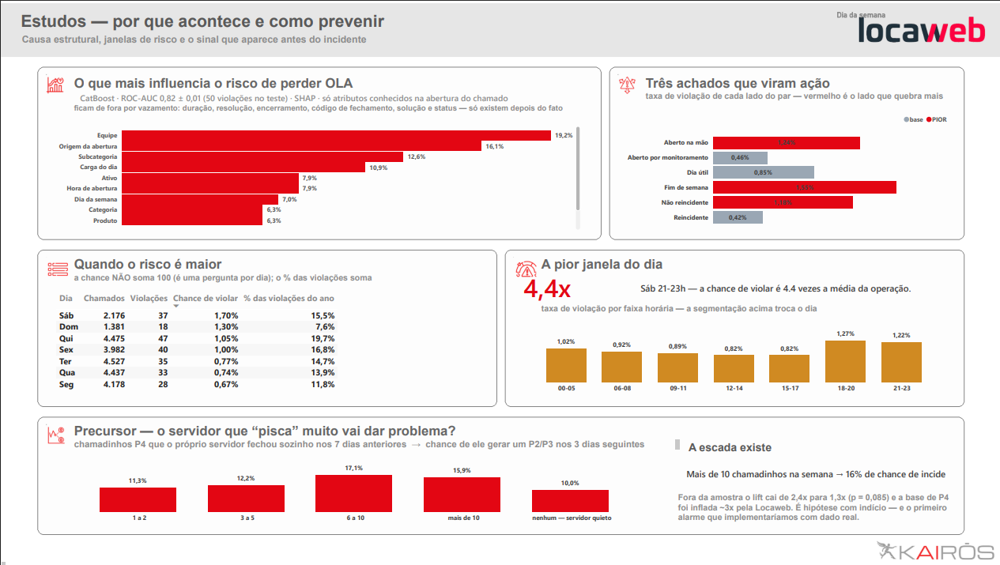 Estudos — por que acontece e como prevenir
Causa estrutural, janelas de risco e o sinal que aparece antes do incidente
Dia da semana
locaweb
O que mais influencia o risco de perder OLA
CatBoost · ROC-AUC 0,82 ± 0,01 (50 violações no teste) · SHAP · só atributos conhecidos na abertura do chamado
ficam de fora por vazamento: duração, resolução, encerramento, código de fechamento, solução e status — só existem depois do fato
Equipe 19,2%
Origem da abertura 16,1%
Subcategoria 12,6%
Carga do dia 10,9%
Ativo 7,9%
Hora de abertura 7,9%
Dia da semana 7,0%
Categoria 6,3%
Produto 6,3%
Três achados que viram ação
taxa de violação de cada lado do par — vermelho é o lado que quebra mais
base PIOR
Aberto na mão
Aberto por monitoramento 0,46%
Dia útil 0,85%
Fim de semana
Não reincidente
Reincidente 0,42%
Quando o risco é maior
a chance NÃO soma 100 (é uma pergunta por dia); o % das violações soma
Dia Chamados Violações Chance de violar % das violações do ano
Sáb 2.176 37 1,70% 15,5%
Dom 1.381 18 1,30% 7,6%
Qui 4.475 47 1,05% 19,7%
Sex 3.982 40 1,00% 16,8%
Ter 4.527 35 0,77% 14,7%
Qua 4.437 33 0,74% 13,9%
Seg 4.178 28 0,67% 11,8%
A pior janela do dia
4,4x
Sáb 21-23h — a chance de violar é 4.4 vezes a média da operação.
taxa de violação por faixa horária — a segmentação acima troca o dia
1,02% 0,92% 0,89% 0,82% 0,82% 1,27% 1,22%
00-05 06-08 09-11 12-14 15-17 18-20 21-23
Precursor — o servidor que “pisca” muito vai dar problema?
chamadinhos P4 que o próprio servidor fechou sozinho nos 7 dias anteriores → chance de ele gerar um P2/P3 nos 3 dias seguintes
11,3% 12,2% 17,1% 15,9% 10,0%
1 a 2 3 a 5 6 a 10 mais de 10 nenhum — servidor quieto
A escada existe
Mais de 10 chamadinhos na semana → 16% de chance de incide
Fora da amostra o lift cai de 2,4x para 1,3x (p = 0,085) e a base de P4
foi inflada ~3x pela Locaweb. É hipótese com indício — e o primeiro
alarme que implementaríamos com dado real.
KAIRÓS